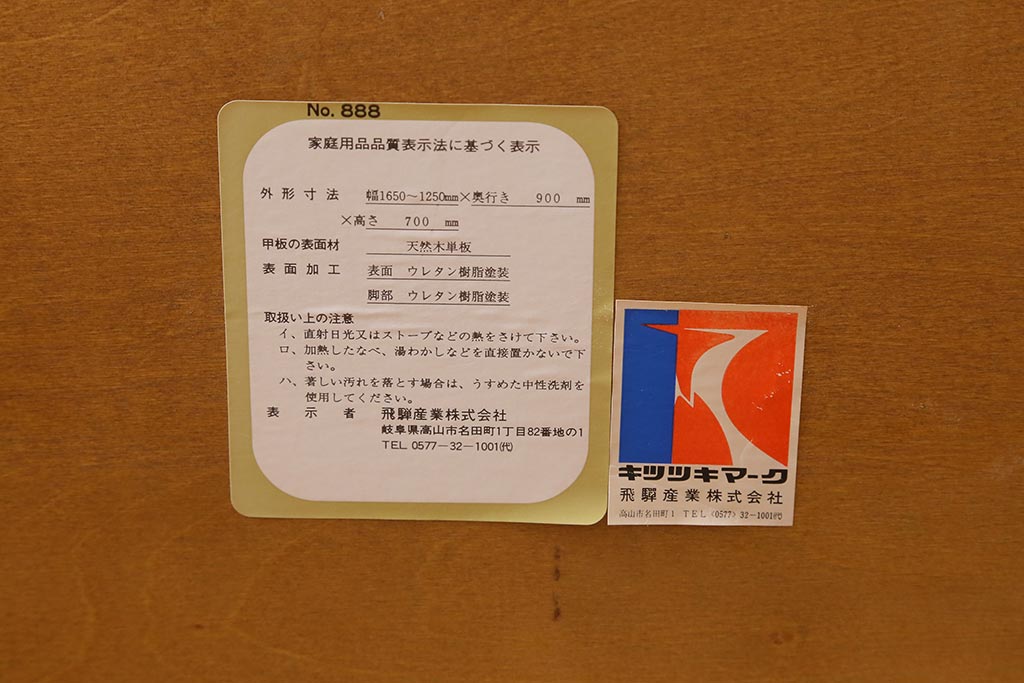 No. 888
家庭用品品質表示法に基づく表示
外形寸法 幅1650〜1250mm×奥行き 900 mm
×高さ 700 mm
甲板の表面材 天然木単板
表面加工 表面 ウレタン樹脂塗装
脚部 ウレタン樹脂塗装
取扱い上の注意
イ、直射日光又はストーブなどの熱をさけて下さい。
ロ、加熱したなべ、湯わかしなどを直接置かないで下
さい。
ハ、著しい汚れを落とす場合は、うすめた中性洗剤を
使用してください。
表示者 飛騨産業株式会社
岐阜県高山市名田町1丁目82番地の1
TEL 0577-32-1001㈹
キツツキマーク
飛騨産業株式会社
高山市名田町1 TEL〈0577〉32-1001㈹